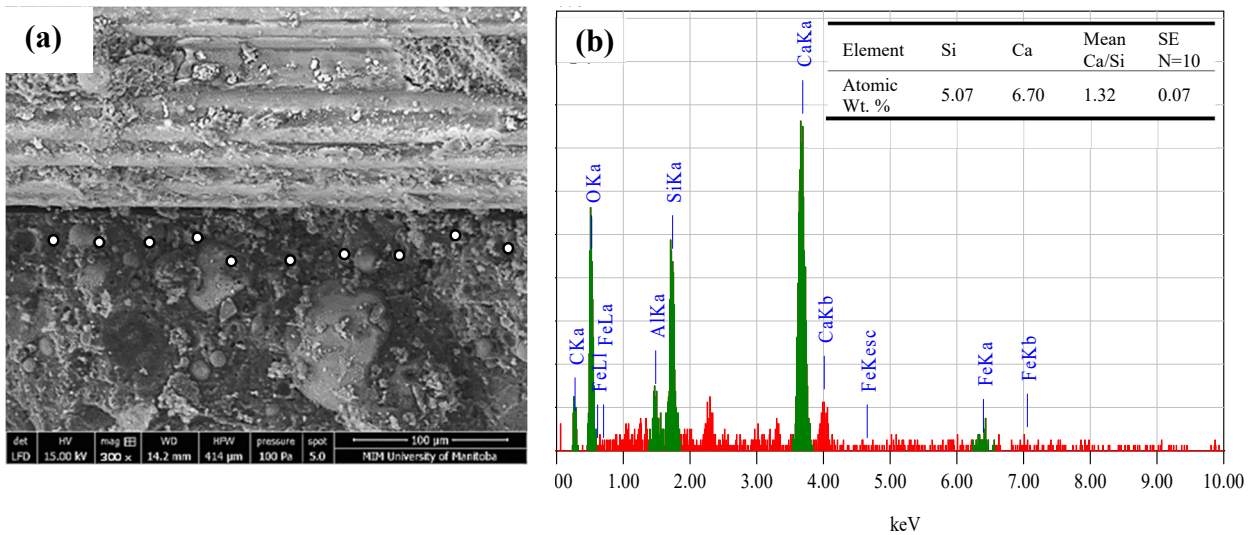 (a)
det HV mag WD HFW pressure spot 100 µm
LFD 15.00 kV 300 x 14.2 mm 414 µm 100 Pa 5.0 MIM University of Manitoba
(b)
Element Si Ca Mean Ca/Si SE N=10
Atomic Wt. % 5.07 6.70 1.32 0.07
CKa
OKa
FeLl
FeLa
AlKa
SiKa
CaKa
CaKb
FeKesc
FeKa
FeKb
00 1.00 2.00 3.00 4.00 5.00 6.00 7.00 8.00 9.00 10.00
keV